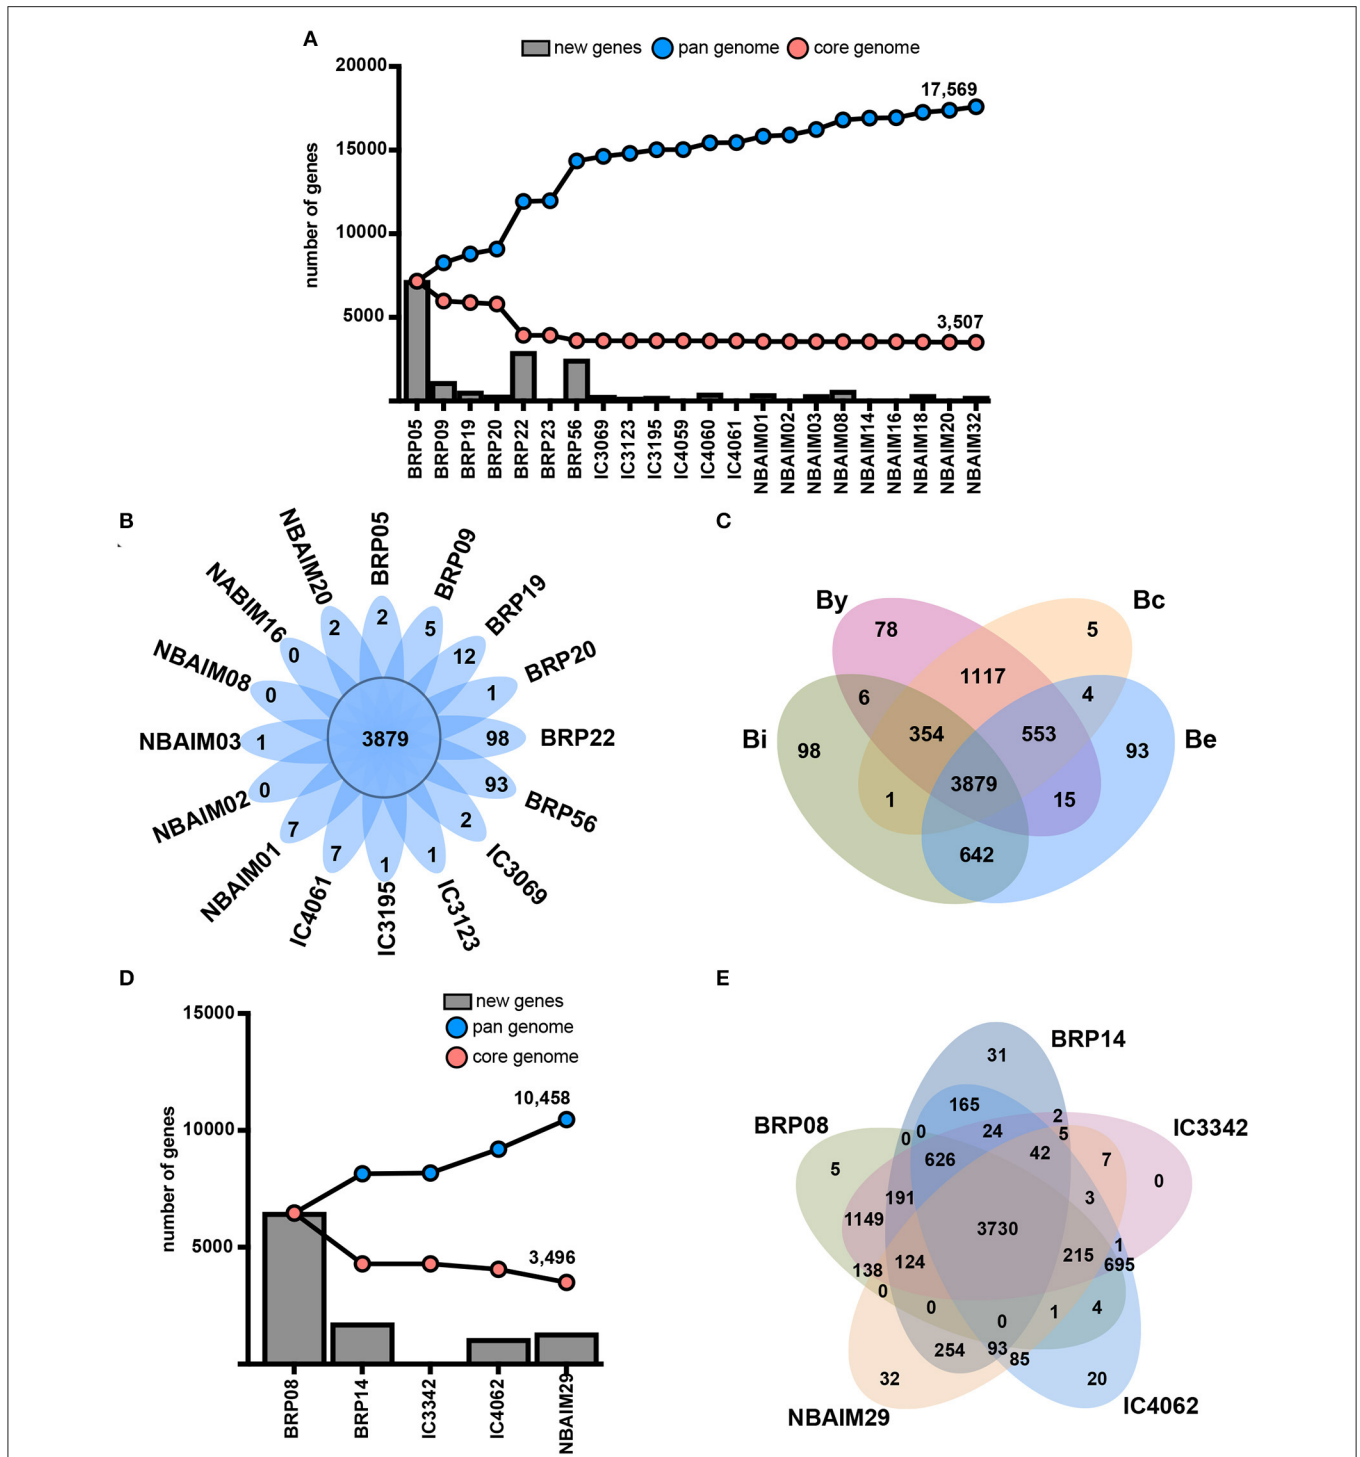 A
new genes pan genome core genome
20000
15000
10000
5000
number of genes
17,569
3,507
BRP05
BRP09
BRP19
BRP20
BRP22
BRP23
BRP56
IC3069
IC3123
IC3195
IC4059
IC4060
IC4061
NBAIM01
NBAIM02
NBAIM03
NBAIM08
NBAIM14
NBAIM16
NBAIM18
NBAIM20
NBAIM32
B
BRP05
2
BRP09
5
BRP19
12
BRP20
1
BRP22
98
BRP56
93
IC3069
2
IC3123
1
IC3195
1
IC4061
7
NBAIM01
7
NBAIM02
0
NBAIM03
1
NBAIM08
0
NABIM16
0
NBAIM20
2
3879
C
By
Bc
78
5
1117
6
4
354
553
Bi
98
93
Be
3879
1
15
642
D
new genes
pan genome
core genome
15000
10000
5000
number of genes
10,458
3,496
BRP08
BRP14
IC3342
IC4062
NBAIM29
E
31
BRP14
165
2
BRP08
0
0
24
5
IC3342
5
626
42
7
0
191
3
1149
3730
1
138
124
215
695
0
0
0
1
4
254
93
85
32
20
NBAIM29
IC4062